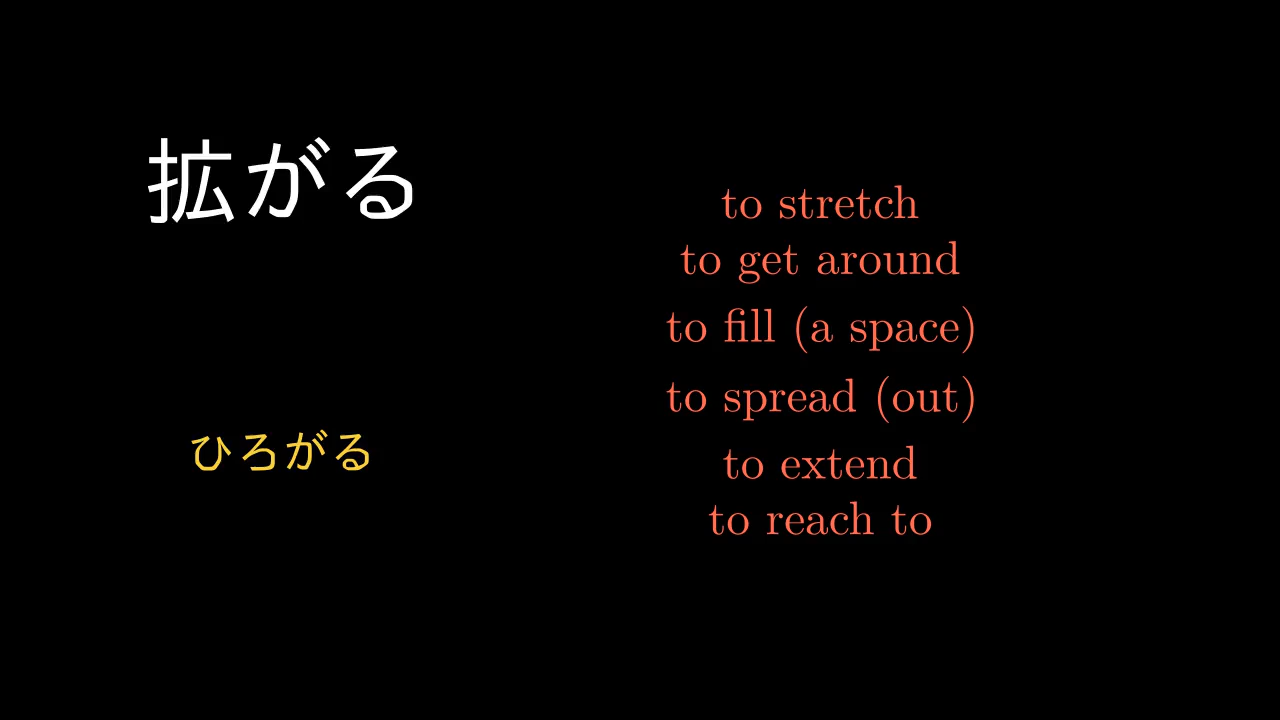 拡がる
ひろがる
to stretch
to get around
to fill (a space)
to spread (out)
to extend
to reach to